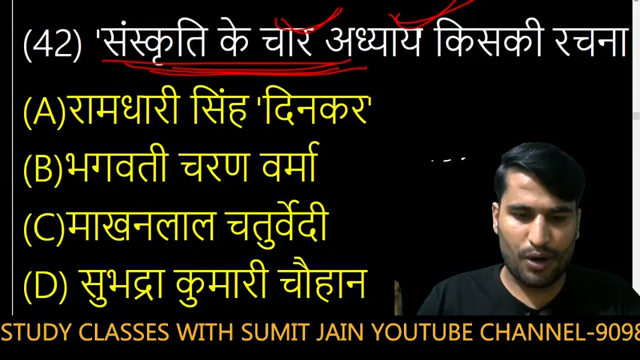 (42) 'संस्कृति के चार अध्याय' किसकी रचना
(A)रामधारी सिंह 'दिनकर'
(B)भगवती चरण वर्मा
(C)माखनलाल चतुर्वेदी
(D) सुभद्रा कुमारी चौहान
STUDY CLASSES WITH SUMIT JAIN YOUTUBE CHANNEL-9098